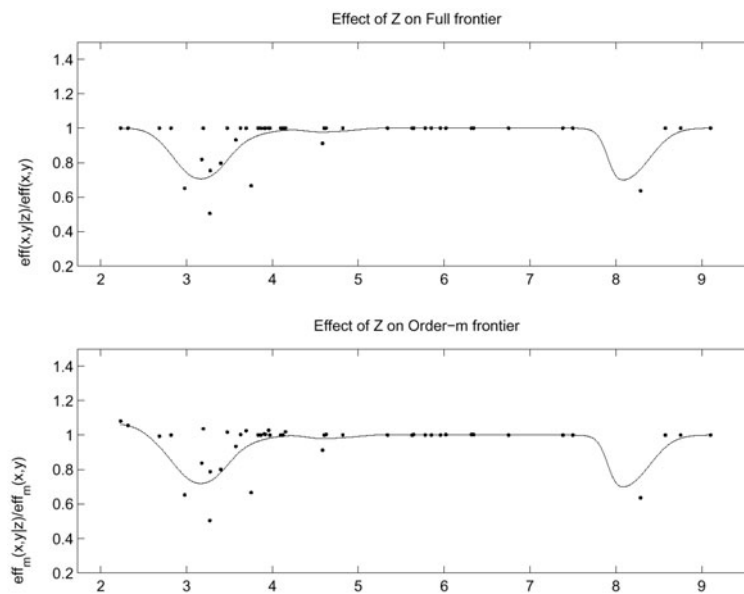 Effect of Z on Full frontier
1.4
1.2
1
0.8
0.6
0.4
0.2
eff(x,y|z)/eff(x,y)
2 3 4 5 6 7 8 9
Effect of Z on Order−m frontier
1.4
1.2
1
0.8
0.6
0.4
0.2
eff_m(x,y|z)/eff_m(x,y)
2 3 4 5 6 7 8 9